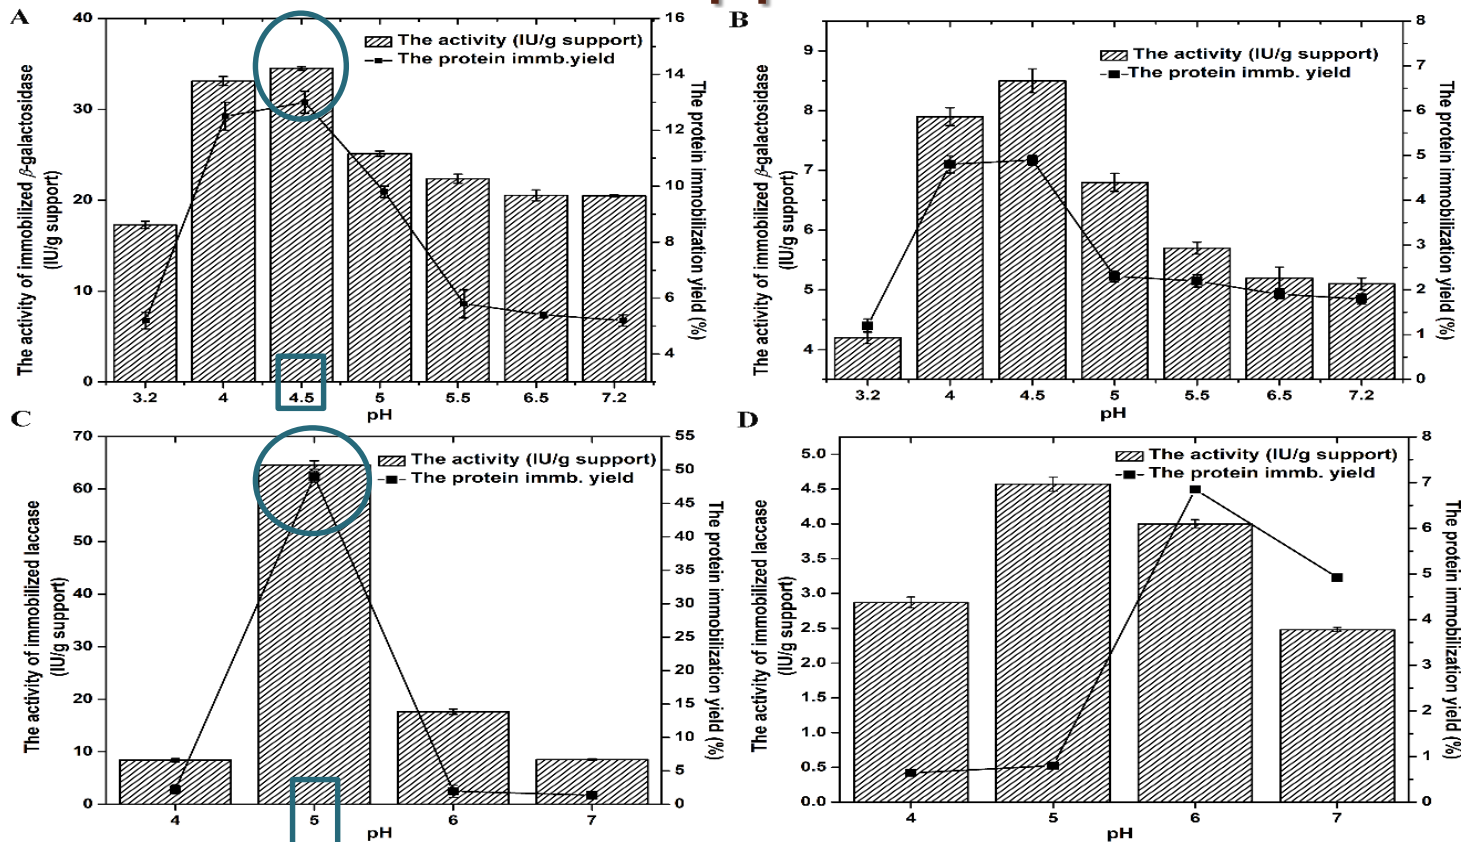 A
The activity of immobilized β-galactosidase
(IU/g support)
40
30
20
10
0
The activity (IU/g support)
The protein immb.yield
16
14
12
10
8
6
4
The protein immobilization yield (%)
3.2 4 4.5 5 5.5 6.5 7.2
pH
B
The activity of immobilized β-galactosidase
(IU/g support)
9
8
7
6
5
4
The activity (IU/g support)
The protein immb. yield
8
7
6
5
4
3
2
1
0
The protein immobilization yield (%)
3.2 4 4.5 5 5.5 6.5 7.2
pH
C
The activity of immobilized laccase
(IU/g support)
70
60
50
40
30
20
10
0
The activity (IU/g support)
The protein immb. yield
55
50
45
40
35
30
25
20
15
10
5
0
The protein immobilization yield (%)
4 5 6 7
pH
D
The activity of immobilized laccase
(IU/g support)
5.0
4.5
4.0
3.5
3.0
2.5
2.0
1.5
1.0
0.5
0.0
The activity (IU/g support)
The protein immb. yield
8
7
6
5
4
3
2
1
0
The protein immobilization yield (%)
4 5 6 7
pH